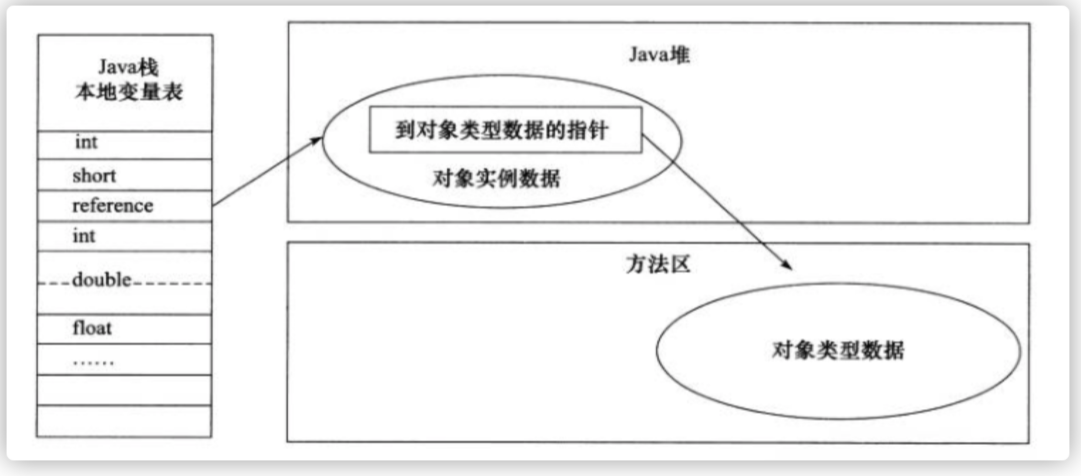 Java栈
本地变量表
int
short
reference
int
double
float
……
Java堆
到对象类型数据的指针
对象实例数据
方法区
对象类型数据